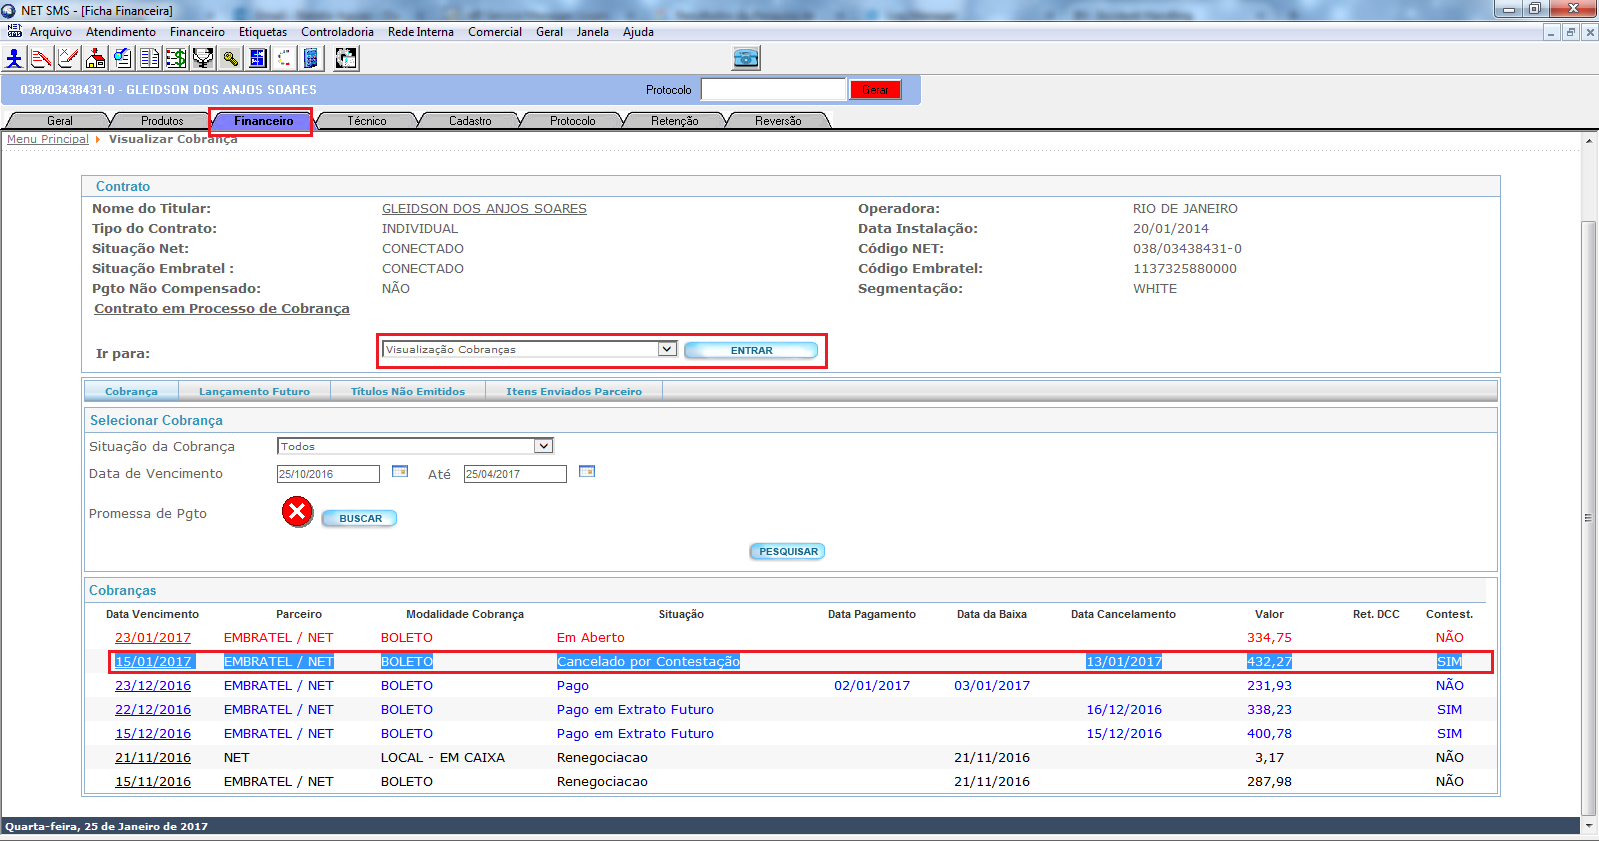 NET SMS - [Ficha Financeira]
Arquivo Atendimento Financeiro Etiquetas Controladoria Rede Interna Comercial Geral Janela Ajuda
038/03438431-0 - GLEIDSON DOS ANJOS SOARES Protocolo Gerar
Geral Produtos Financeiro Técnico Cadastro Protocolo Retenção Reversão
Menu Principal Visualizar Cobrança
Contrato
Nome do Titular: GLEIDSON DOS ANJOS SOARES Operadora: RIO DE JANEIRO
Tipo do Contrato: INDIVIDUAL Data Instalação: 20/01/2014
Situação Net: CONECTADO Código NET: 038/03438431-0
Situação Embratel : CONECTADO Código Embratel: 1137325880000
Pgto Não Compensado: NÃO Segmentação: WHITE
Contrato em Processo de Cobrança
Ir para: Visualização Cobranças ENTRAR
Cobrança Lançamento Futuro Títulos Não Emitidos Itens Enviados Parceiro
Selecionar Cobrança
Situação da Cobrança Todos
Data de Vencimento 25/10/2016 Até 25/04/2017
Promessa de Pgto BUSCAR
PESQUISAR
Cobranças
Data Vencimento Parceiro Modalidade Cobrança Situação Data Pagamento Data da Baixa Data Cancelamento Valor Ret. DCC Contest.
23/01/2017 EMBRATEL / NET BOLETO Em Aberto 334,75 NÃO
15/01/2017 EMBRATEL / NET BOLETO Cancelado por Contestação 13/01/2017 432,27 SIM
23/12/2016 EMBRATEL / NET BOLETO Pago 02/01/2017 03/01/2017 231,93 NÃO
22/12/2016 EMBRATEL / NET BOLETO Pago em Extrato Futuro 16/12/2016 338,23 SIM
15/12/2016 EMBRATEL / NET BOLETO Pago em Extrato Futuro 15/12/2016 400,78 SIM
21/11/2016 NET LOCAL - EM CAIXA Renegociacao 21/11/2016 3,17 NÃO
15/11/2016 EMBRATEL / NET BOLETO Renegociacao 21/11/2016 287,98 NÃO
Quarta-feira, 25 de Janeiro de 2017